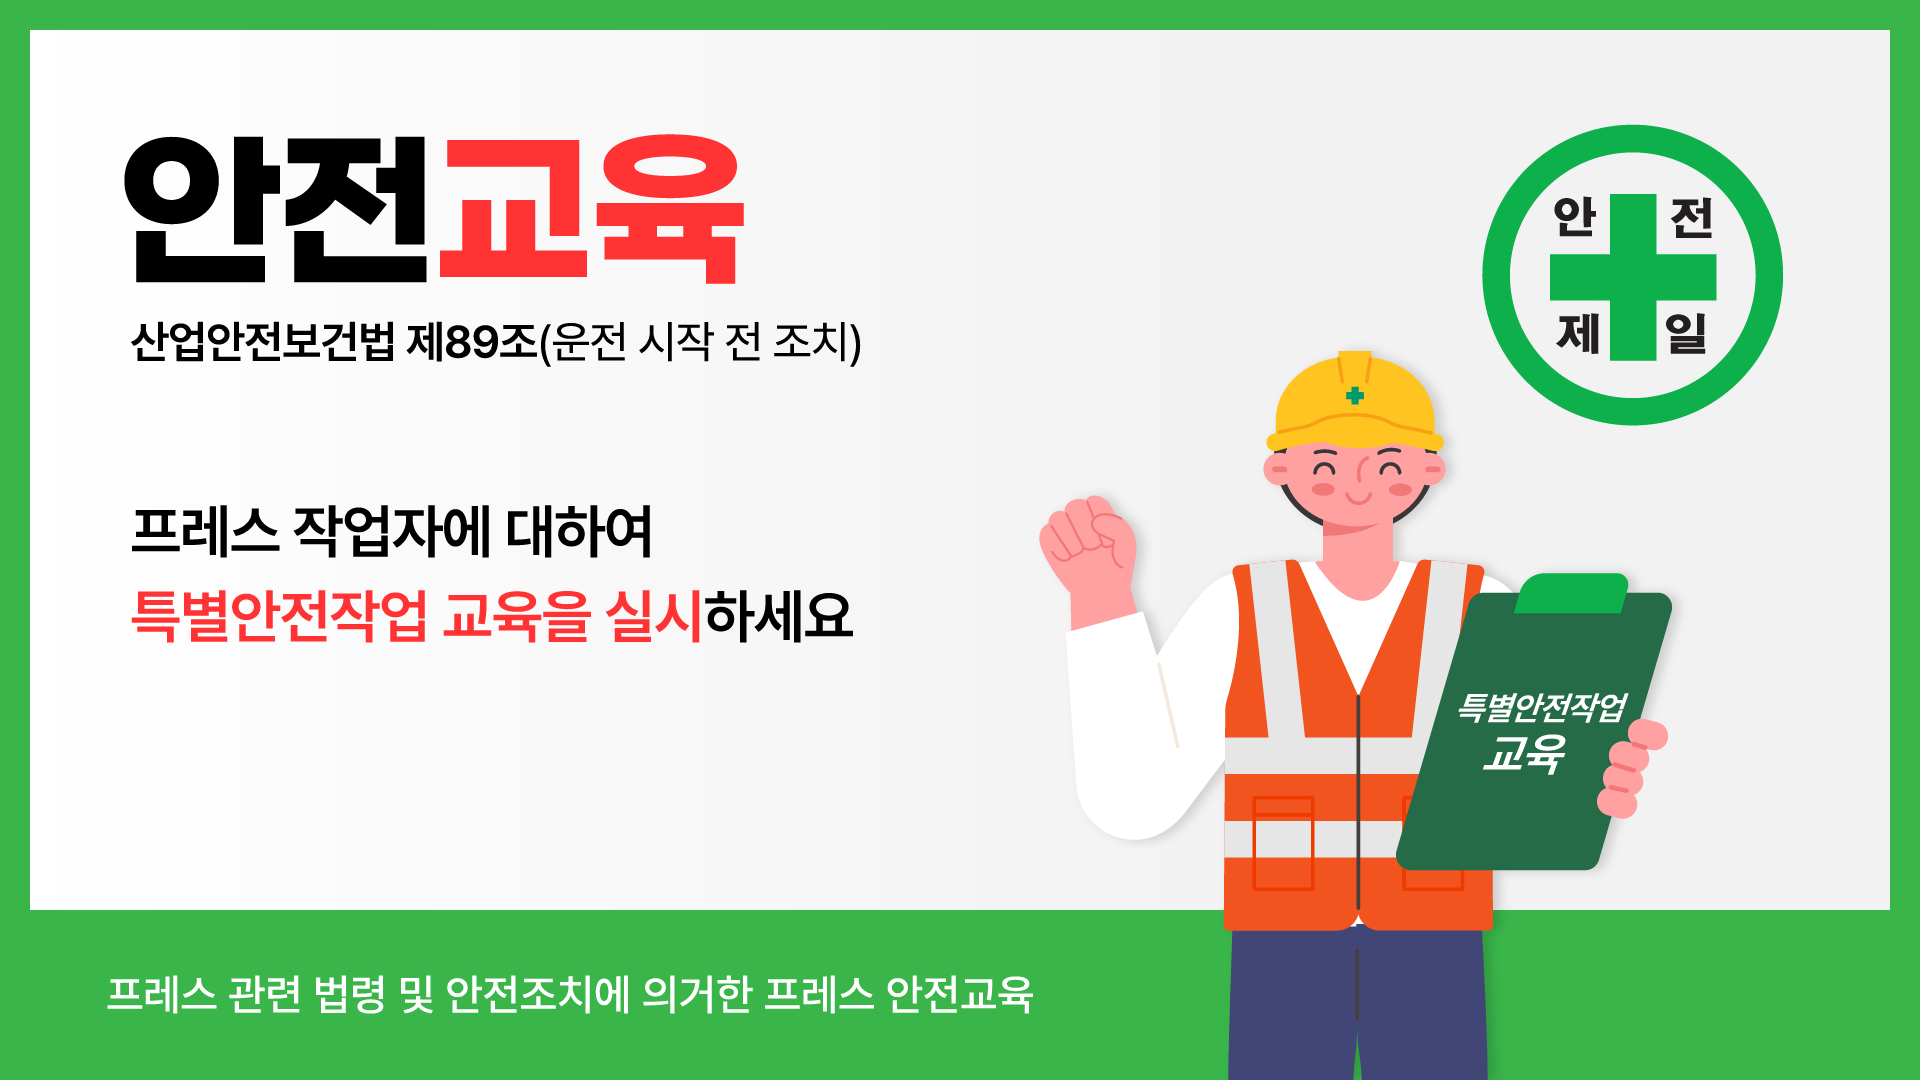 안전교육
산업안전보건법 제89조(운전 시작 전 조치)
안 전
제 일
프레스 작업자에 대하여
특별안전작업 교육을 실시하세요
특별안전작업
교육
프레스 관련 법령 및 안전조치에 의거한 프레스 안전교육